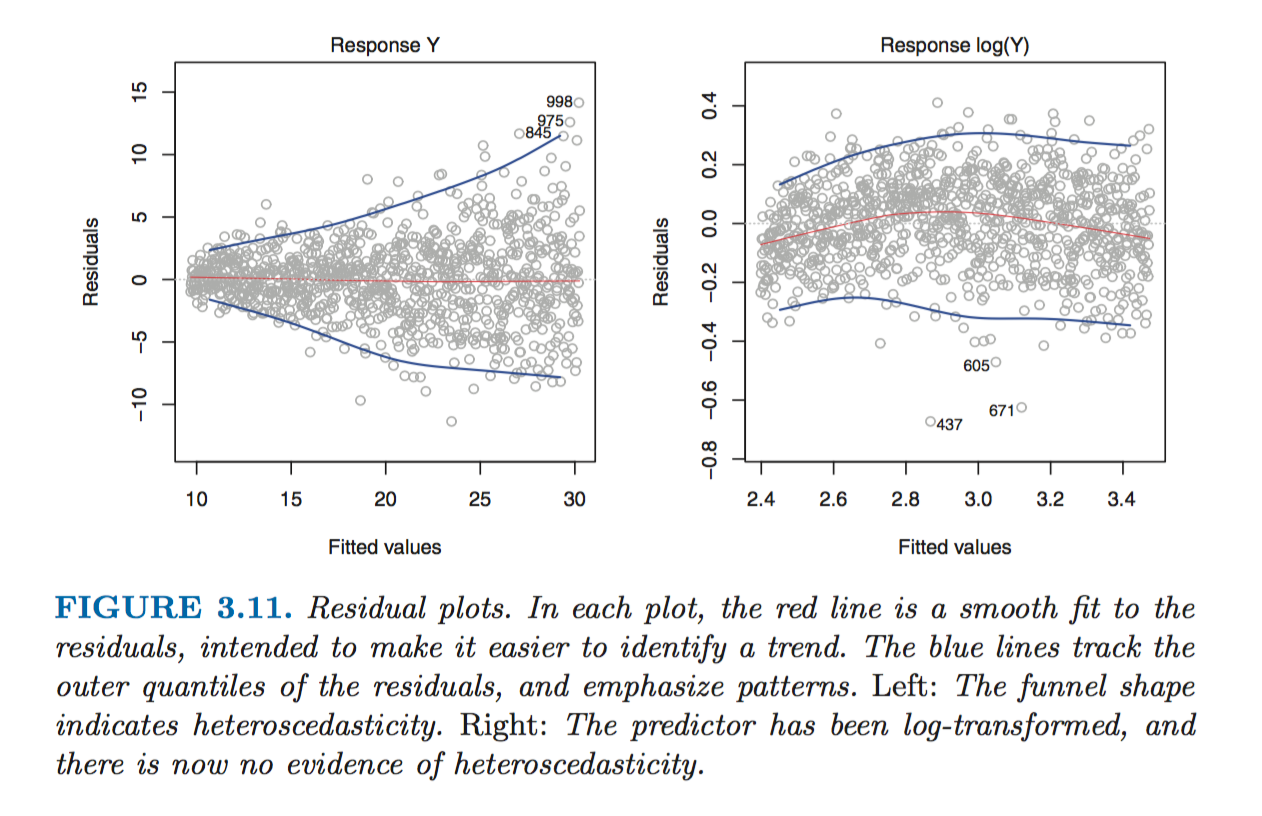 Response Y
Residuals
15
10
5
0
−5
−10
998
975
845
10 15 20 25 30
Fitted values
Response log(Y)
Residuals
0.4
0.2
0.0
−0.2
−0.4
−0.6
−0.8
605
671
437
2.4 2.6 2.8 3.0 3.2 3.4
Fitted values
FIGURE 3.11. Residual plots. In each plot, the red line is a smooth fit to the
residuals, intended to make it easier to identify a trend. The blue lines track the
outer quantiles of the residuals, and emphasize patterns. Left: The funnel shape
indicates heteroscedasticity. Right: The predictor has been log-transformed, and
there is now no evidence of heteroscedasticity.